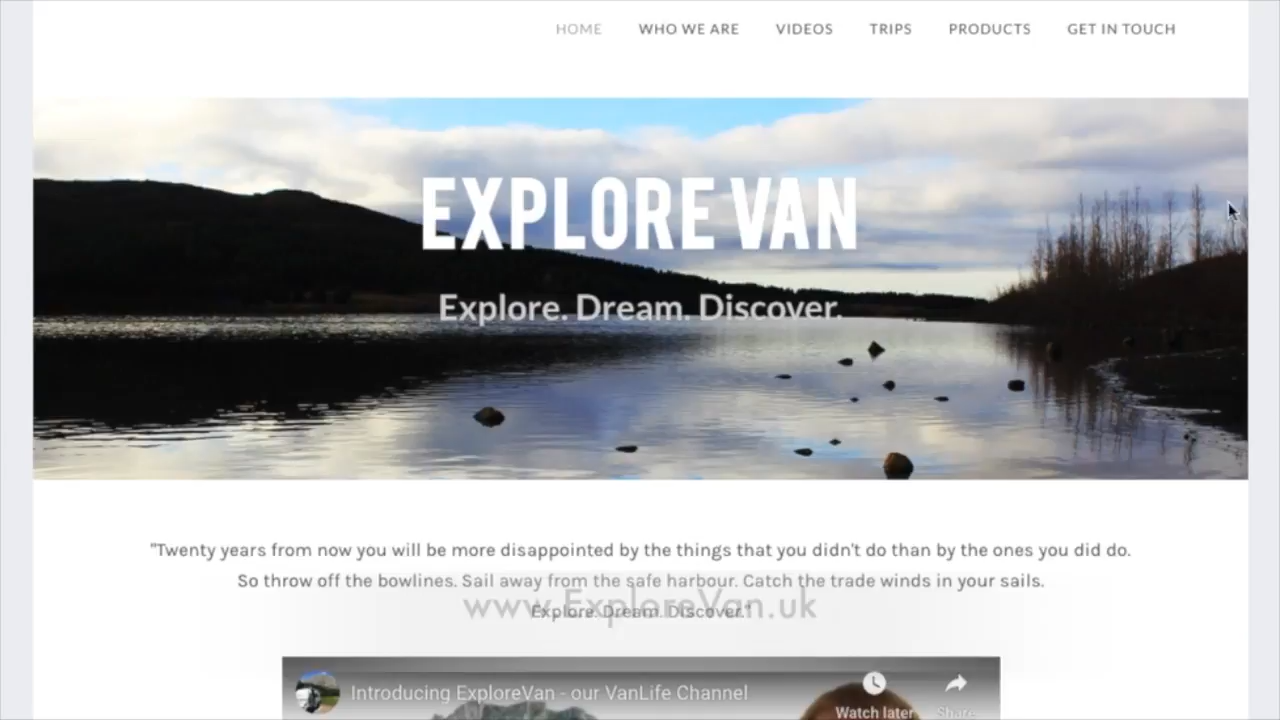 HOME WHO WE ARE VIDEOS TRIPS PRODUCTS GET IN TOUCH
EXPLORE VAN
Explore. Dream. Discover.
"Twenty years from now you will be more disappointed by the things that you didn't do than by the ones you did do.
So throw off the bowlines. Sail away from the safe harbour. Catch the trade winds in your sails.
Explore. Dream. Discover."
www.ExploreVan.uk
Introducing ExploreVan - our VanLife Channel
Watch later Share